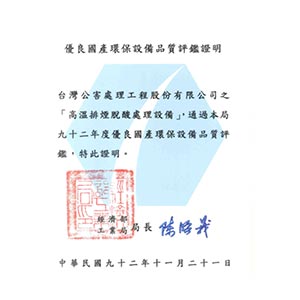 優良國產環保設備品質評鑑證明
台灣公害處理工程股份有限公司之
「高溫排煙脫酸處理設備」，通過本局
九十二年度優良國產環保設備品質評
鑑，特此證明。
經濟部
工業局
局長 陳昭義
中華民國九十二年十一月二十一日